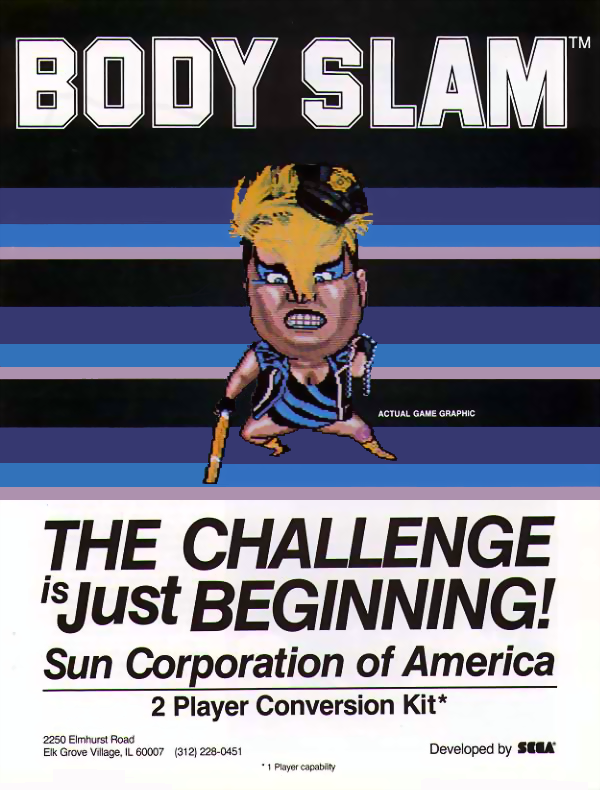 BODY SLAM™
ACTUAL GAME GRAPHIC
THE CHALLENGE
is Just BEGINNING!
Sun Corporation of America
2 Player Conversion Kit*
2250 Elmhurst Road
Elk Grove Village, IL 60007 (312) 228-0451
Developed by SEGA®
* 1 Player capability